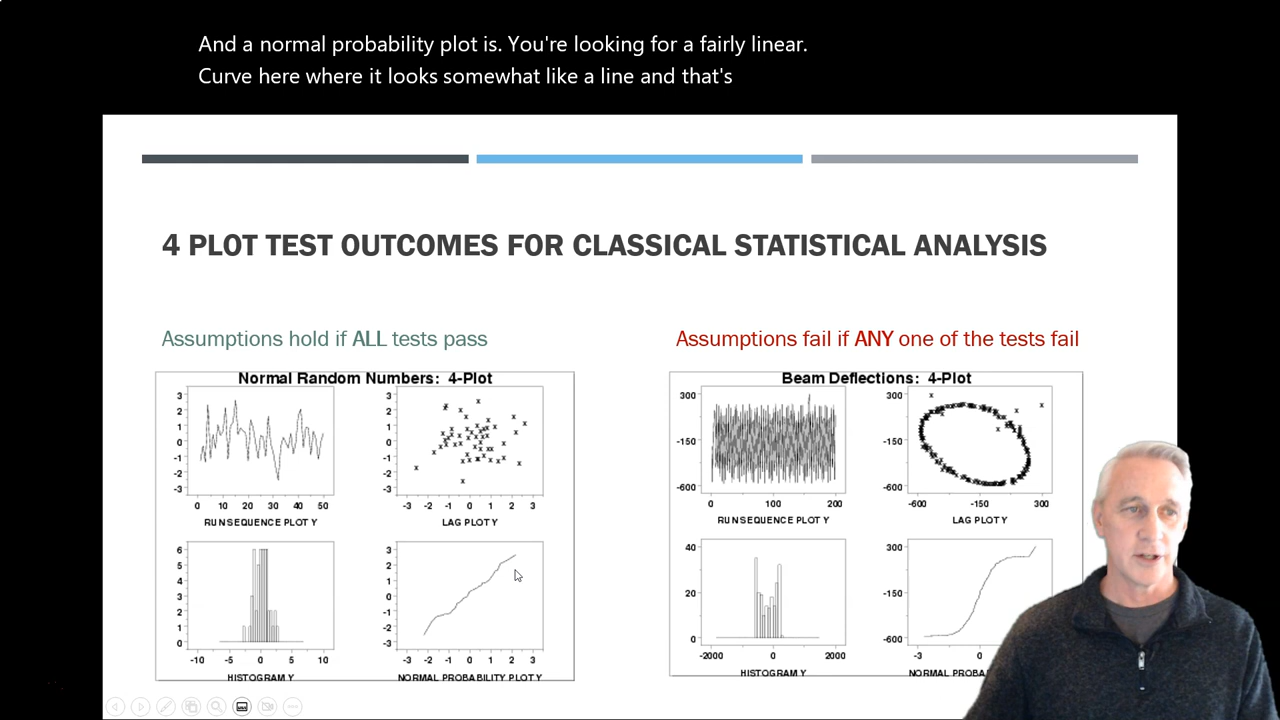 And a normal probability plot is. You're looking for a fairly linear.
Curve here where it looks somewhat like a line and that's
4 PLOT TEST OUTCOMES FOR CLASSICAL STATISTICAL ANALYSIS
Assumptions hold if ALL tests pass
Normal Random Numbers: 4-Plot
3
2
1
0
-1
-2
-3
0 10 20 30 40 50
RUN SEQUENCE PLOT Y
3
2
1
0
-1
-2
-3
-3 -2 -1 0 1 2 3
LAG PLOT Y
6
5
4
3
2
1
0
-10 -5 0 5 10
HISTOGRAM Y
3
2
1
0
-1
-2
-3
-3 -2 -1 0 1 2 3
NORMAL PROBABILITY PLOT Y
Assumptions fail if ANY one of the tests fail
Beam Deflections: 4-Plot
300
-150
-600
0 100 200
RUN SEQUENCE PLOT Y
300
-150
-600
-600 -150 300
LAG PLOT Y
40
20
0
-2000 0 2000
HISTOGRAM Y
300
-150
-600
-3 0
NORMAL PROBA